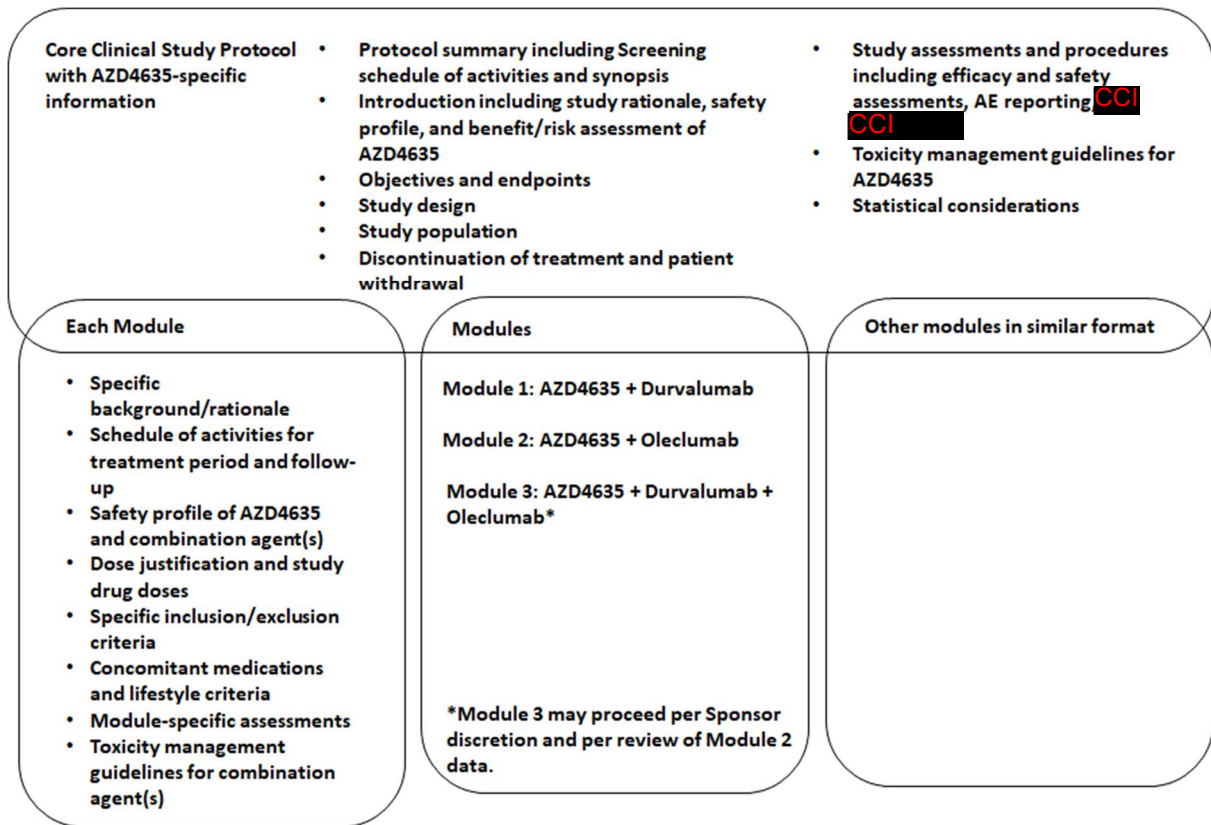 Core Clinical Study Protocol
with AZD4635-specific
information
• Protocol summary including Screening
schedule of activities and synopsis
• Introduction including study rationale, safety
profile, and benefit/risk assessment of
AZD4635
• Objectives and endpoints
• Study design
• Study population
• Discontinuation of treatment and patient
withdrawal
• Study assessments and procedures
including efficacy and safety
assessments, AE reporting, CCI
CCI
• Toxicity management guidelines for
AZD4635
• Statistical considerations
Each Module
• Specific
background/rationale
• Schedule of activities for
treatment period and follow-
up
• Safety profile of AZD4635
and combination agent(s)
• Dose justification and study
drug doses
• Specific inclusion/exclusion
criteria
• Concomitant medications
and lifestyle criteria
• Module-specific assessments
• Toxicity management
guidelines for combination
agent(s)
Modules
Module 1: AZD4635 + Durvalumab
Module 2: AZD4635 + Oleclumab
Module 3: AZD4635 + Durvalumab +
Oleclumab*
*Module 3 may proceed per Sponsor
discretion and per review of Module 2
data.
Other modules in similar format